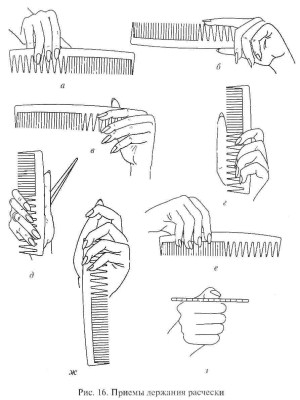 а
б
в
г
д
е
ж
з
Рис. 16. Приемы держания расчески